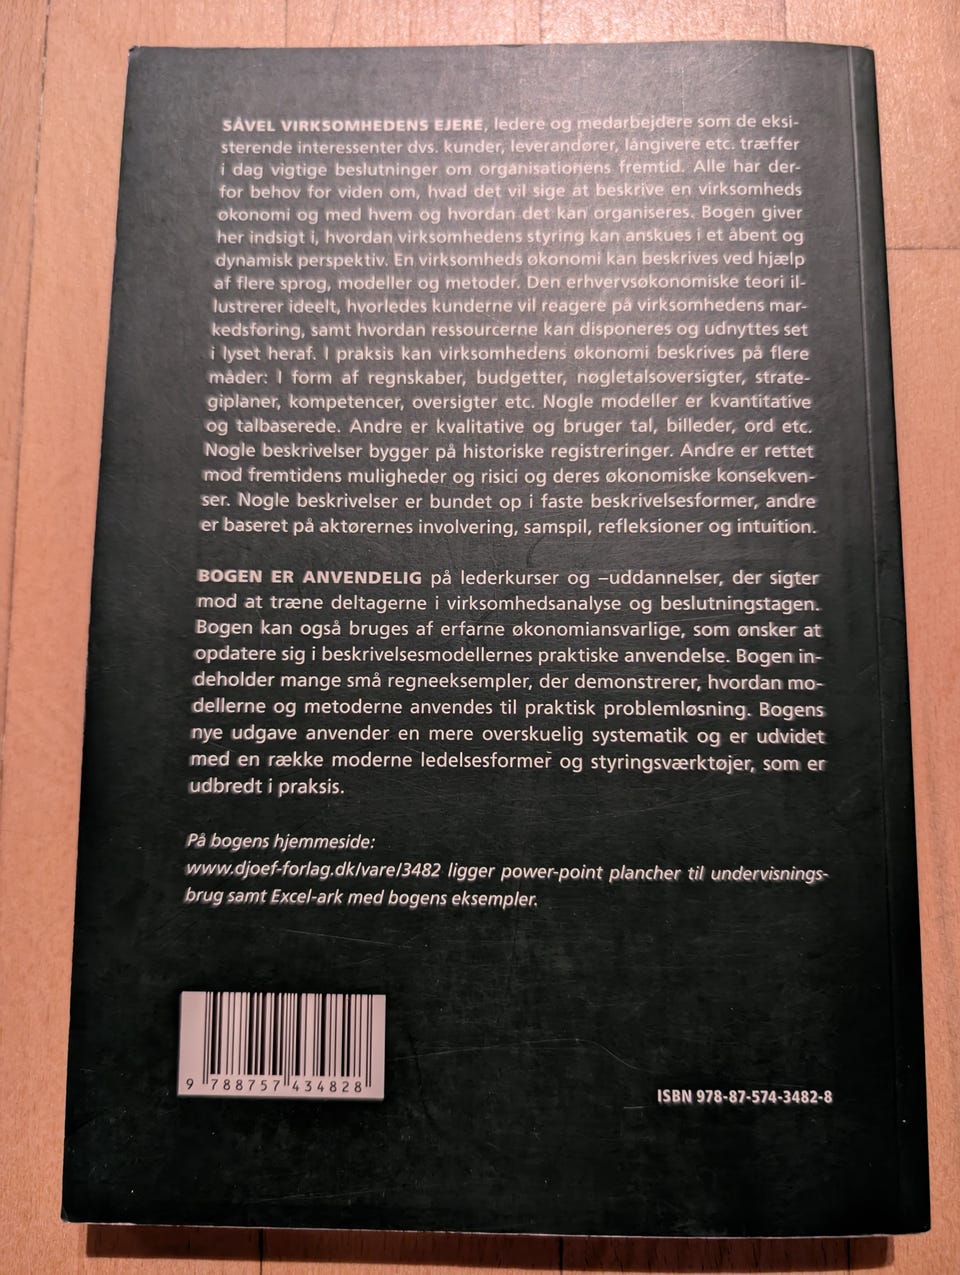 SÅVEL VIRKSOMHEDENS EJERE, ledere og medarbejdere som de eksi-
sterende interessenter dvs. kunder, leverandører, långivere etc. træffer
i dag vigtige beslutninger om organisationens fremtid. Alle har der-
for behov for viden om, hvad det vil sige at beskrive en virksomheds
økonomi og med hvem og hvordan det kan organiseres. Bogen giver
her indsigt i, hvordan virksomhedens styring kan anskues i et åbent og
dynamisk perspektiv. En virksomheds økonomi kan beskrives ved hjælp
af flere sprog, modeller og metoder. Den erhvervsøkonomiske teori il-
lustrerer ideelt, hvorledes kunderne vil reagere på virksomhedens mar-
kedsføring, samt hvordan ressourcerne kan disponeres og udnyttes set
i lyset heraf. I praksis kan virksomhedens økonomi beskrives på flere
måder: I form af regnskaber, budgetter, nøgletalsoversigter, strate-
giplaner, kompetencer, oversigter etc. Nogle modeller er kvantitative
og talbaserede. Andre er kvalitative og bruger tal, billeder, ord etc.
Nogle beskrivelser bygger på historiske registreringer. Andre er rettet
mod fremtidens muligheder og risici og deres økonomiske konsekven-
ser. Nogle beskrivelser er bundet op i faste beskrivelsesformer, andre
er baseret på aktørernes involvering, samspil, refleksioner og intuition.
BOGEN ER ANVENDELIG på lederkurser og –uddannelser, der sigter
mod at træne deltagerne i virksomhedsanalyse og beslutningstagen.
Bogen kan også bruges af erfarne økonomiansvarlige, som ønsker at
opdatere sig i beskrivelsesmodellernes praktiske anvendelse. Bogen in-
deholder mange små regneeksempler, der demonstrerer, hvordan mo-
dellerne og metoderne anvendes til praktisk problemløsning. Bogens
nye udgave anvender en mere overskuelig systematik og er udvidet
med en række moderne ledelsesformer og styringsværktøjer, som er
udbredt i praksis.
På bogens hjemmeside:
www.djoef-forlag.dk/vare/3482 ligger power-point plancher til undervisnings-
brug samt Excel-ark med bogens eksempler.
9 788757 434828
ISBN 978-87-574-3482-8